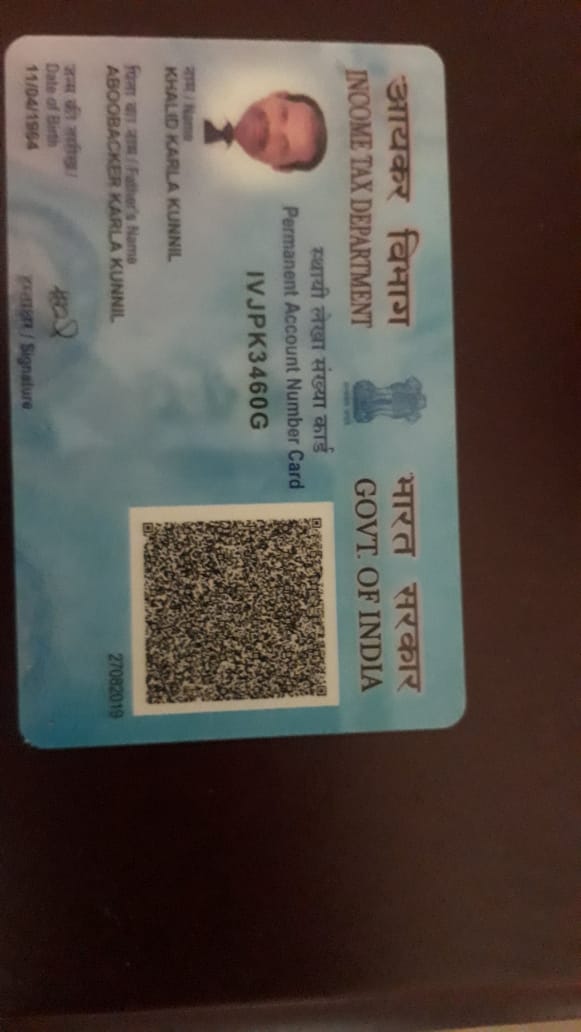 आयकर विभाग
INCOME TAX DEPARTMENT
भारत सरकार
GOVT. OF INDIA
स्थायी लेखा संख्या कार्ड
Permanent Account Number Card
IVJPK3460G
नाम / Name
KHALID KARLA KUNNIL
पिता का नाम / Father's Name
ABOOBACKER KARLA KUNNIL
जन्म की तारीख /
Date of Birth
11/04/1964
हस्ताक्षर / Signature
27082019